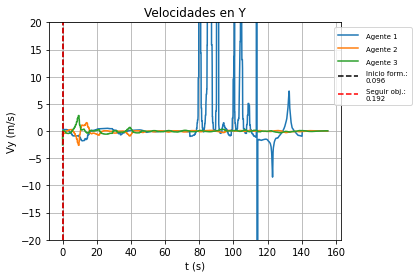 Velocidades en Y
Vy (m/s)
20
15
10
5
0
−5
−10
−15
−20
0
20
40
60
80
100
120
140
160
t (s)
Agente 1
Agente 2
Agente 3
Inicio form.:
0.096
Seguir obj.:
0.192